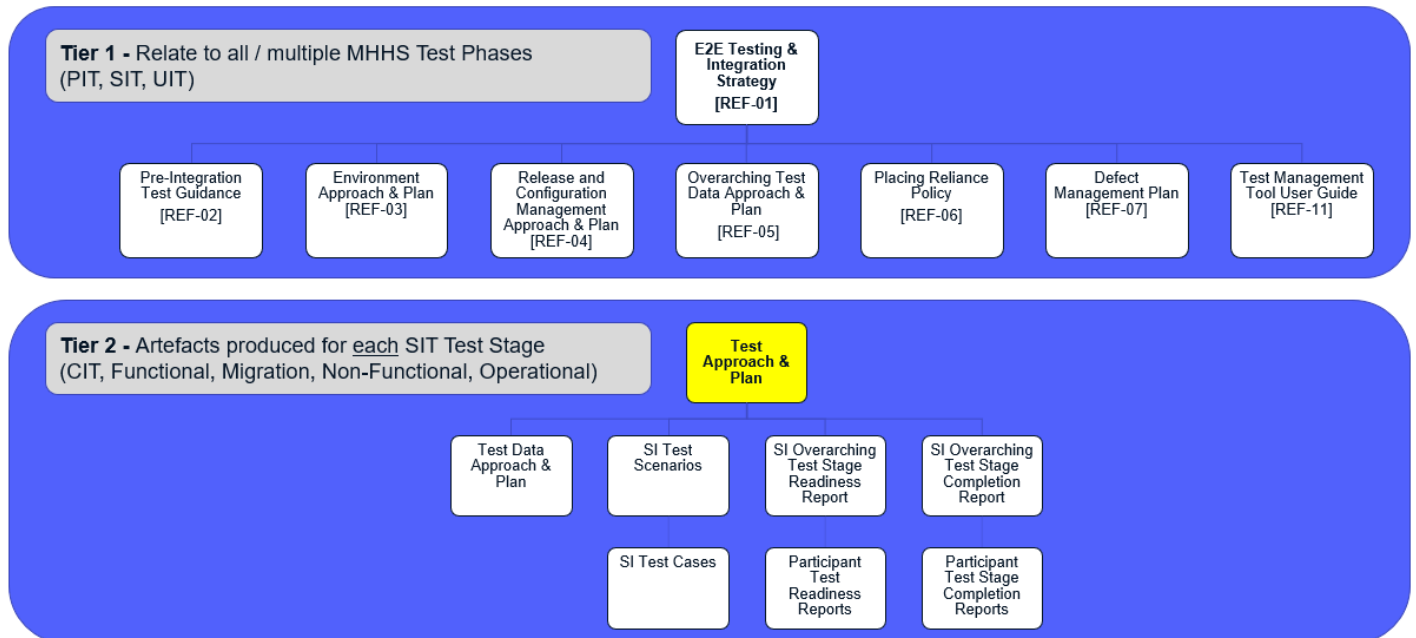 Tier 1 - Relate to all / multiple MHHS Test Phases
(PIT, SIT, UIT)
E2E Testing &
Integration
Strategy
[REF-01]
Pre-Integration
Test Guidance
[REF-02]
Environment
Approach & Plan
[REF-03]
Release and
Configuration
Management
Approach & Plan
[REF-04]
Overarching Test
Data Approach &
Plan
[REF-05]
Placing Reliance
Policy
[REF-06]
Defect
Management Plan
[REF-07]
Test Management
Tool User Guide
[REF-11]
Tier 2 - Artefacts produced for each SIT Test Stage
(CIT, Functional, Migration, Non-Functional, Operational)
Test
Approach &
Plan
Test Data
Approach &
Plan
SI Test
Scenarios
SI Overarching
Test Stage
Readiness
Report
SI Overarching
Test Stage
Completion
Report
SI Test Cases
Participant
Test
Readiness
Reports
Participant
Test Stage
Completion
Reports